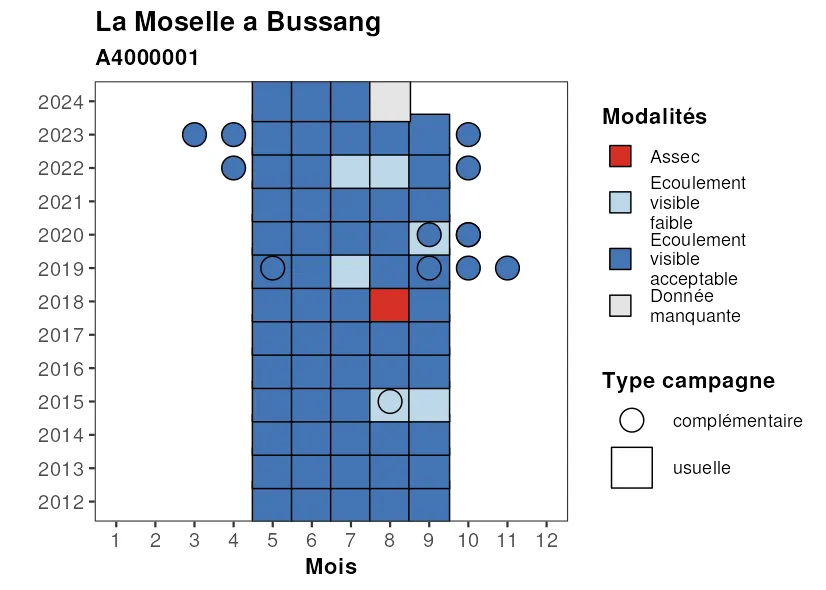 La Moselle a Bussang
A4000001
2024
2023
2022
2021
2020
2019
2018
2017
2016
2015
2014
2013
2012
1 2 3 4 5 6 7 8 9 10 11 12
Mois
Modalités
Assec
Ecoulement
visible
faible
Ecoulement
visible
acceptable
Donnée
manquante
Type campagne
complémentaire
usuelle